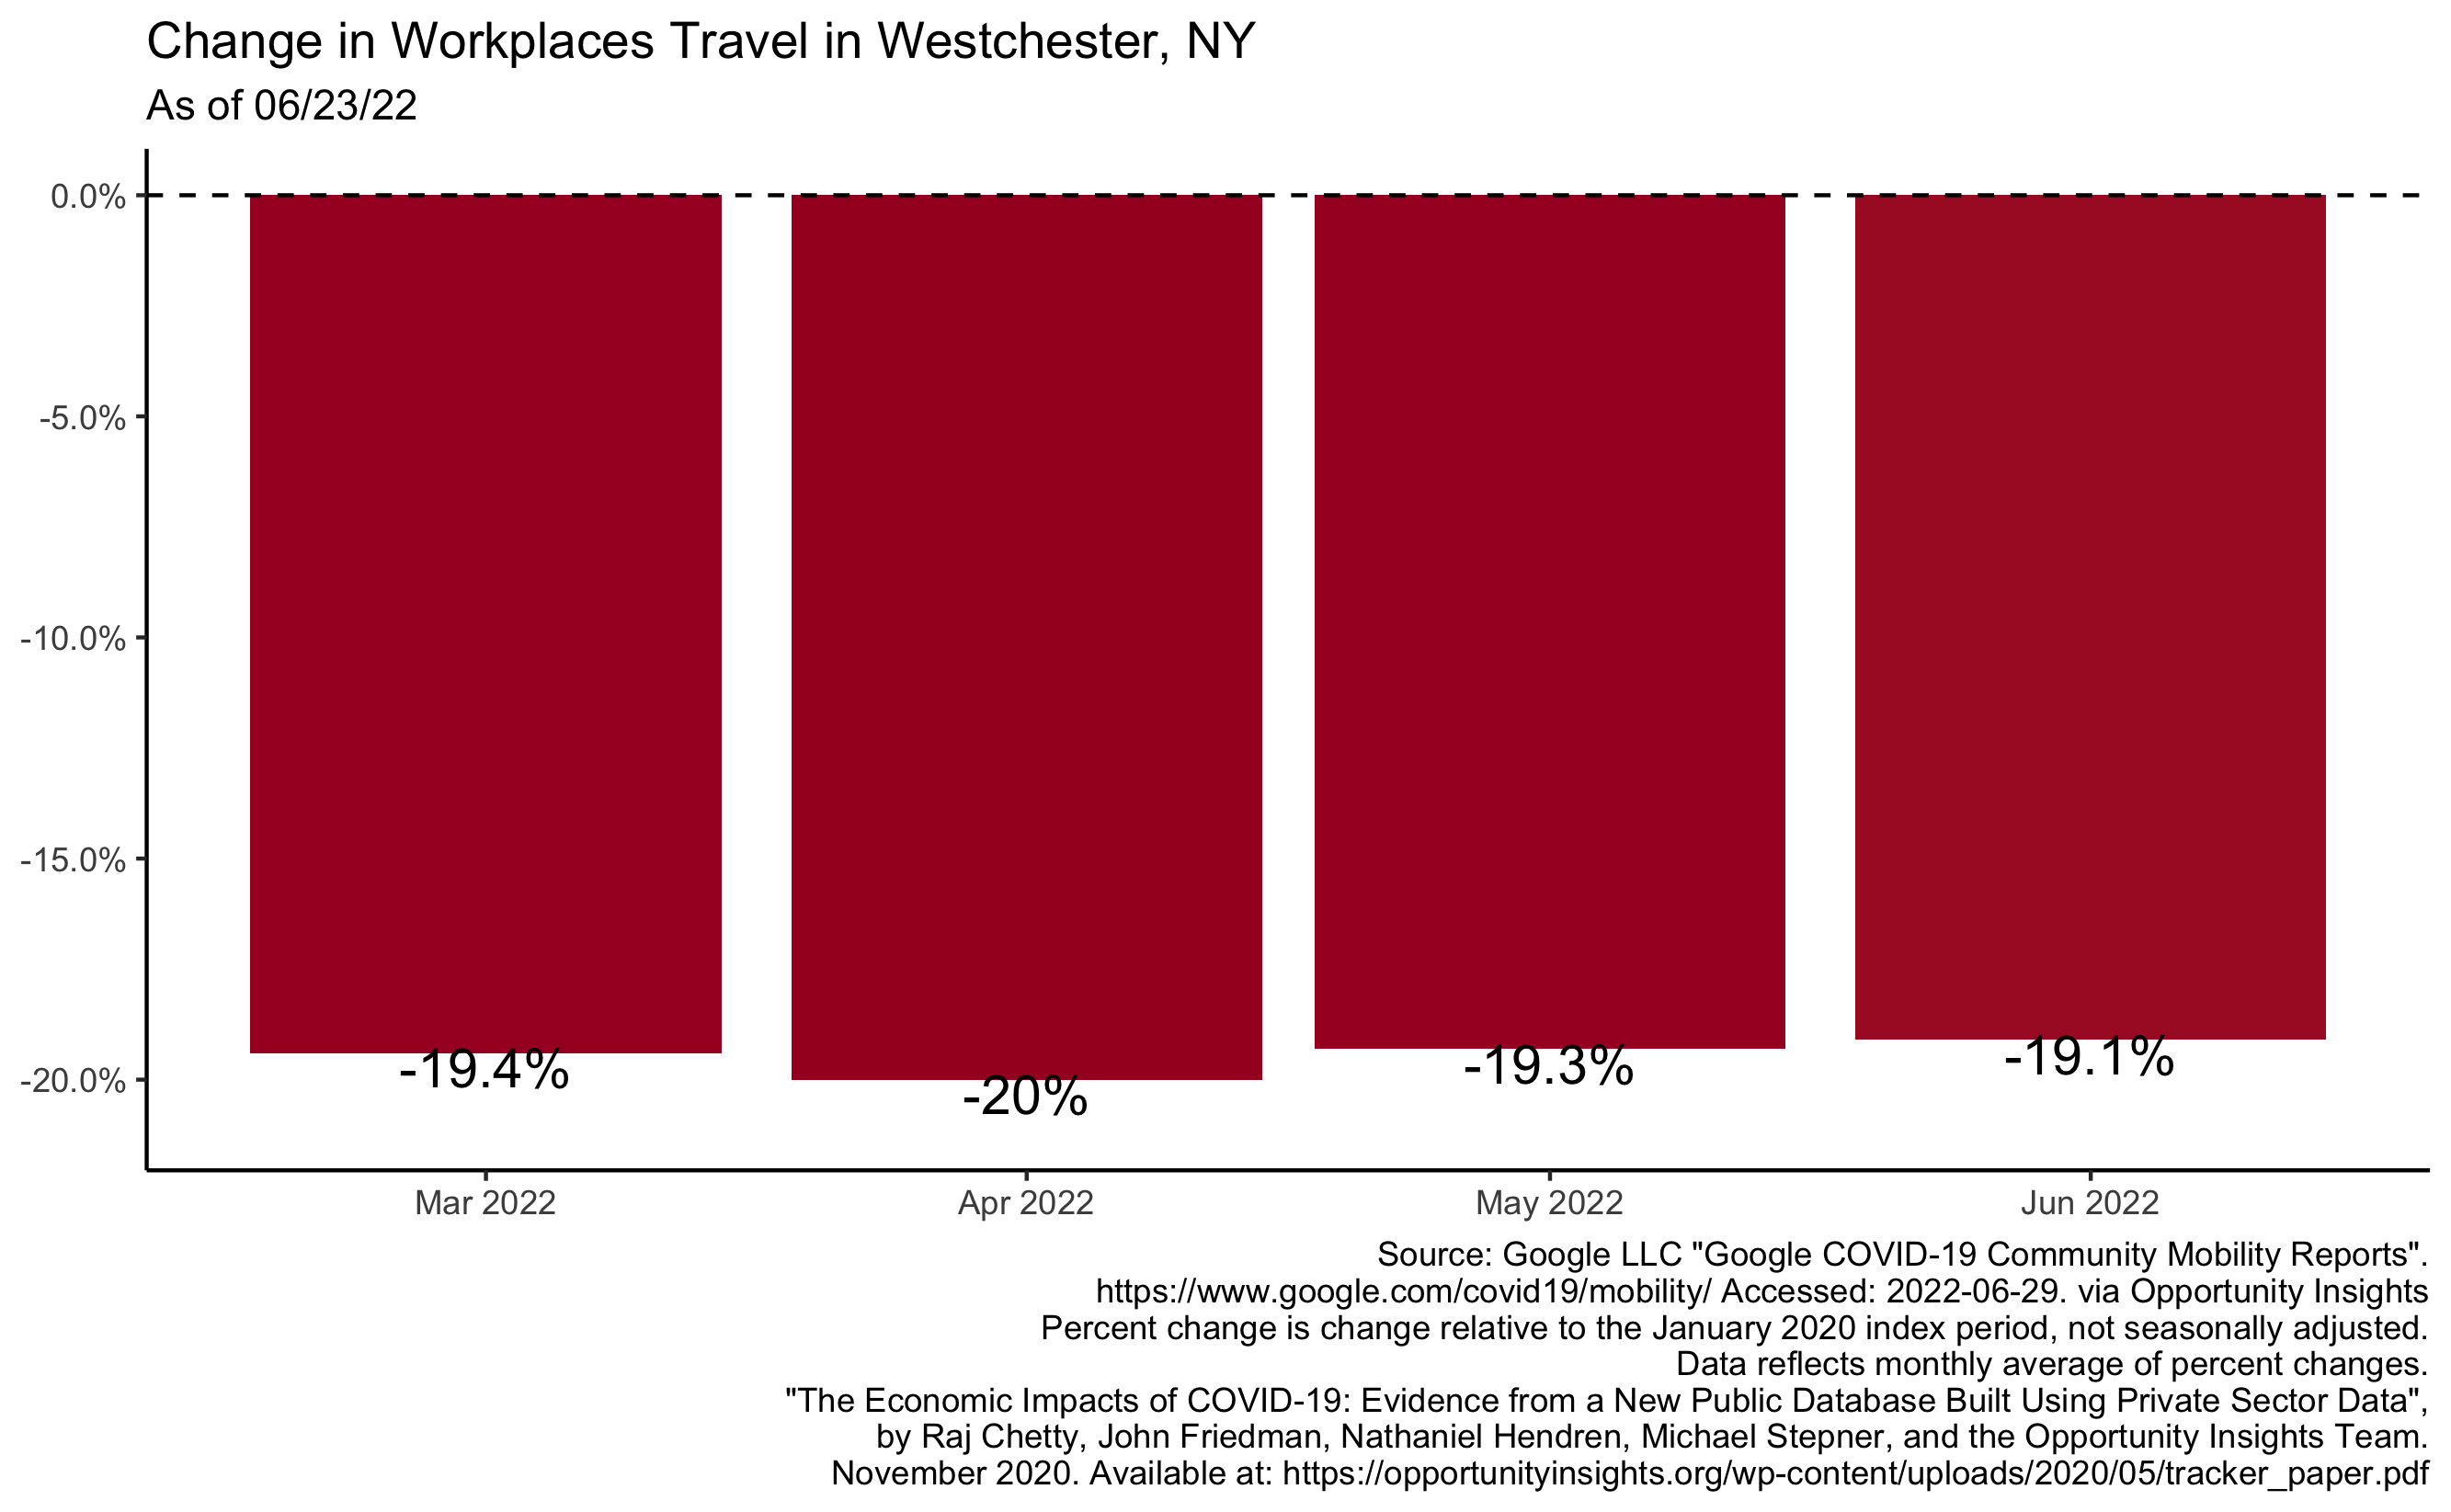 Change in Workplaces Travel in Westchester, NY
As of 06/23/22
0.0%
-5.0%
-10.0%
-15.0%
-20.0%
-19.4%
-20%
-19.3%
-19.1%
Mar 2022
Apr 2022
May 2022
Jun 2022
Source: Google LLC "Google COVID-19 Community Mobility Reports".
https://www.google.com/covid19/mobility/ Accessed: 2022-06-29. via Opportunity Insights
Percent change is change relative to the January 2020 index period, not seasonally adjusted.
Data reflects monthly average of percent changes.
"The Economic Impacts of COVID-19: Evidence from a New Public Database Built Using Private Sector Data",
by Raj Chetty, John Friedman, Nathaniel Hendren, Michael Stepner, and the Opportunity Insights Team.
November 2020. Available at: https://opportunityinsights.org/wp-content/uploads/2020/05/tracker_paper.pdf